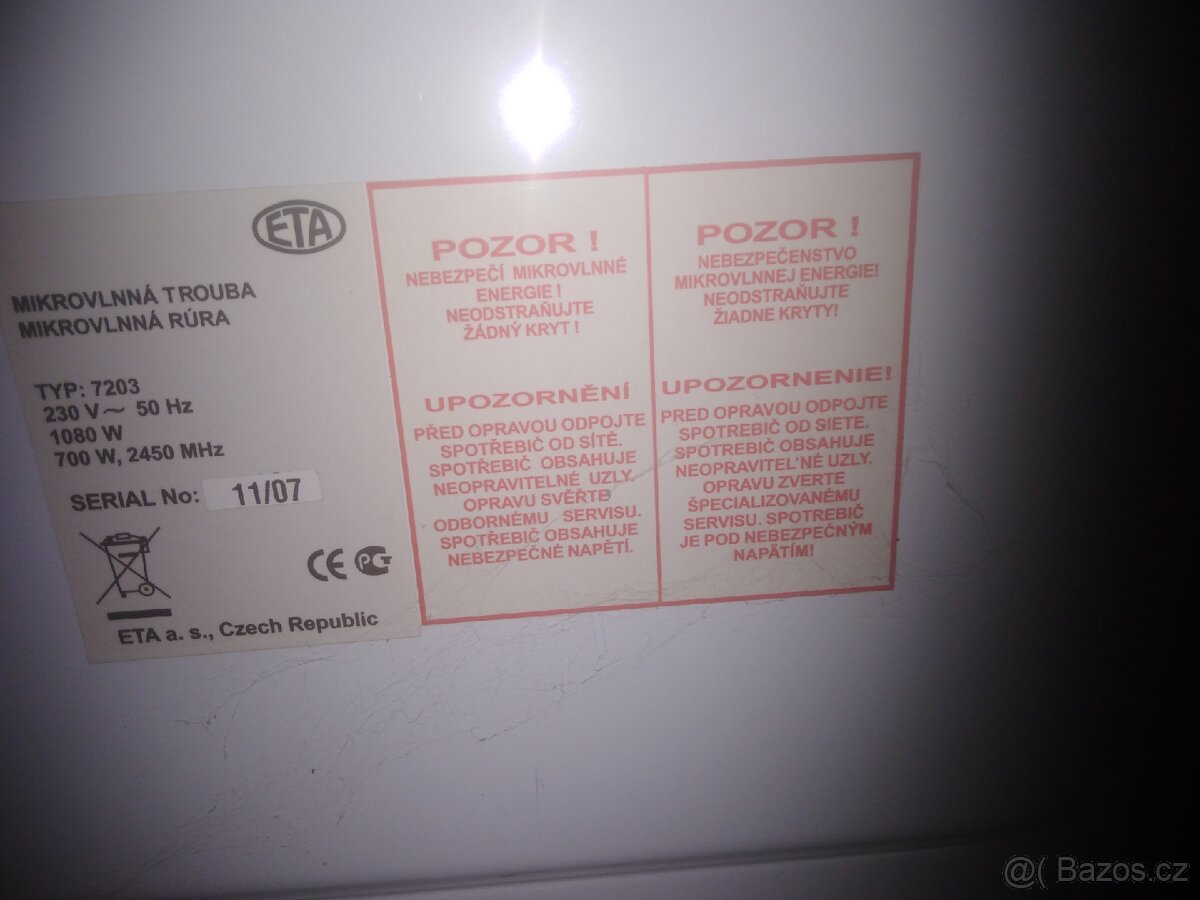 ETA
MIKROVLNNÁ TROUBA
MIKROVLNNÁ RÚRA
TYP: 7203
230 V~ 50 Hz
1080 W
700 W, 2450 MHz
SERIAL No: 11/07
CE PCT
ETA a. s., Czech Republic
POZOR !
NEBEZPEČÍ MIKROVLNNÉ
ENERGIE !
NEODSTRAŇUJTE
ŽÁDNÝ KRYT !
UPOZORNĚNÍ
PŘED OPRAVOU ODPOJTE
SPOTŘEBIČ OD SÍTĚ.
SPOTŘEBIČ OBSAHUJE
NEOPRAVITELNÉ UZLY.
OPRAVU SVĚŘTE
ODBORNÉMU SERVISU.
SPOTŘEBIČ OBSAHUJE
NEBEZPEČNÉ NAPĚTÍ.
POZOR !
NEBEZPEČENSTVO
MIKROVLNNEJ ENERGIE!
NEODSTRAŇUJTE
ŽIADNE KRYTY!
UPOZORNENIE!
PRED OPRAVOU ODPOJTE
SPOTREBIČ OD SIETE.
SPOTREBIČ OBSAHUJE
NEOPRAVITEĽNÉ UZLY.
OPRAVU ZVERTE
ŠPECIALIZOVANÉMU
SERVISU. SPOTREBIČ
JE POD NEBEZPEČNÝM
NAPÄTÍM!
@( Bazos.cz